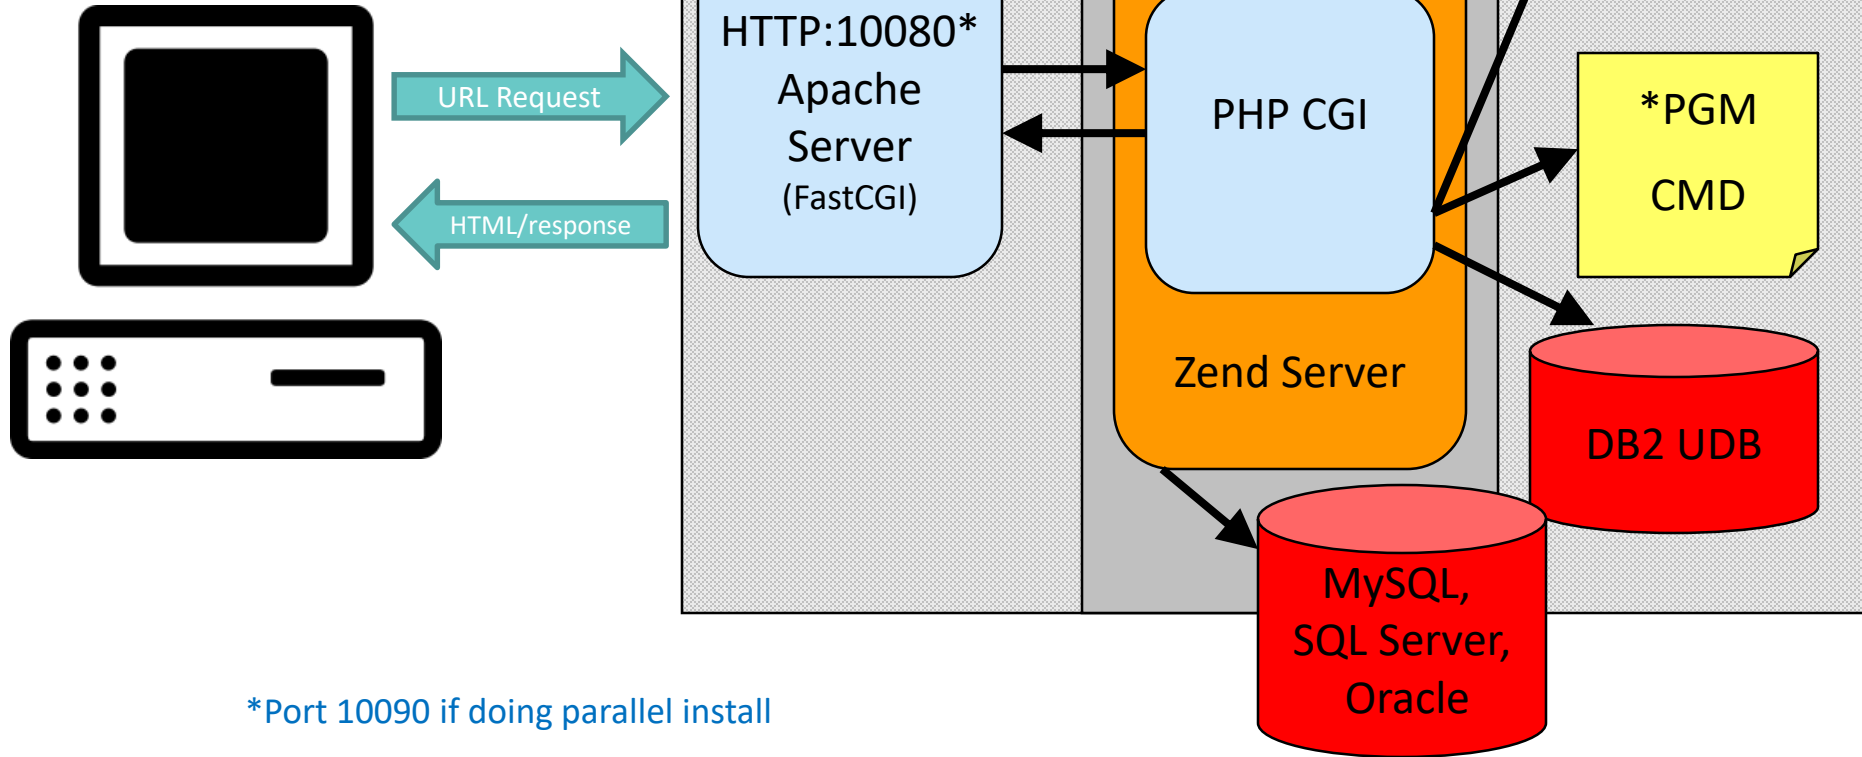 HTTP:10080*
Apache
Server
(FastCGI)
URL Request
HTML/response
PHP CGI
Zend Server
*PGM
CMD
DB2 UDB
MySQL,
SQL Server,
Oracle
*Port 10090 if doing parallel install